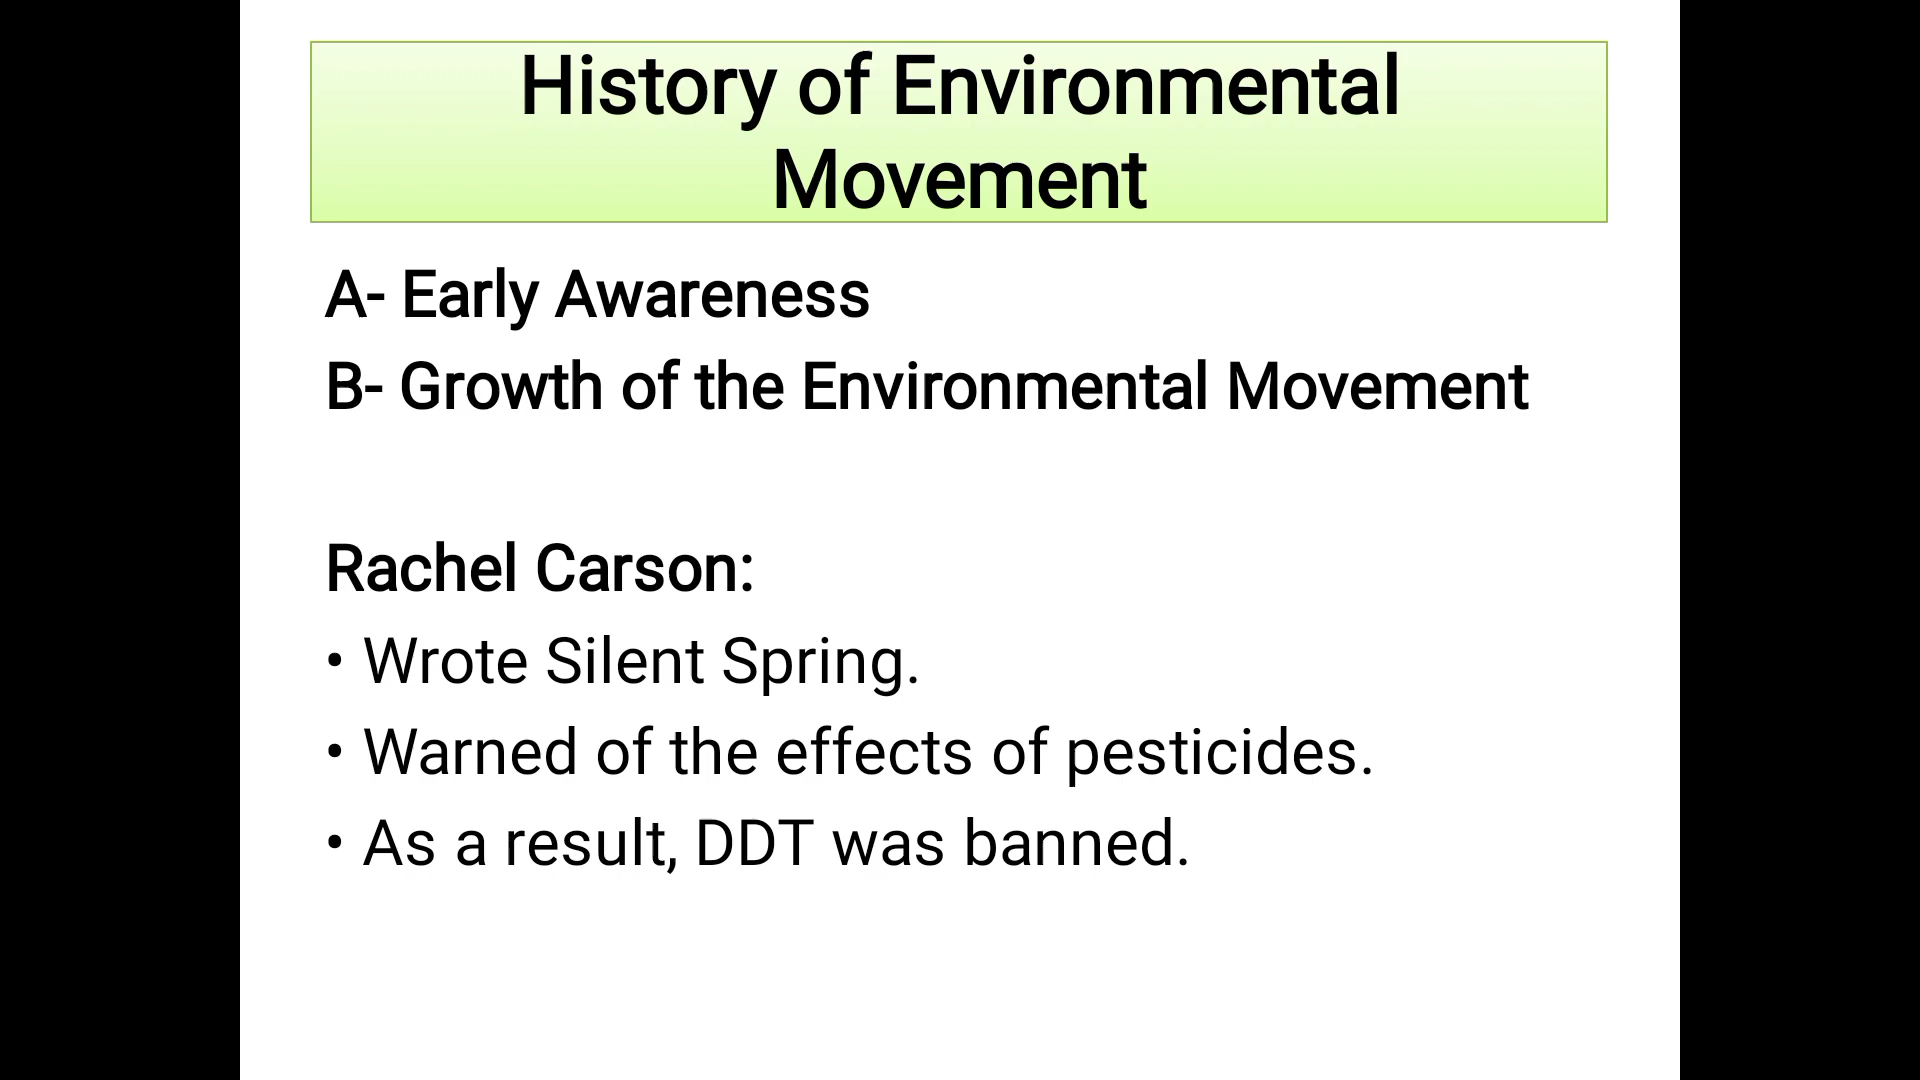 History of Environmental
Movement
A- Early Awareness
B- Growth of the Environmental Movement
Rachel Carson:
• Wrote Silent Spring.
• Warned of the effects of pesticides.
• As a result, DDT was banned.